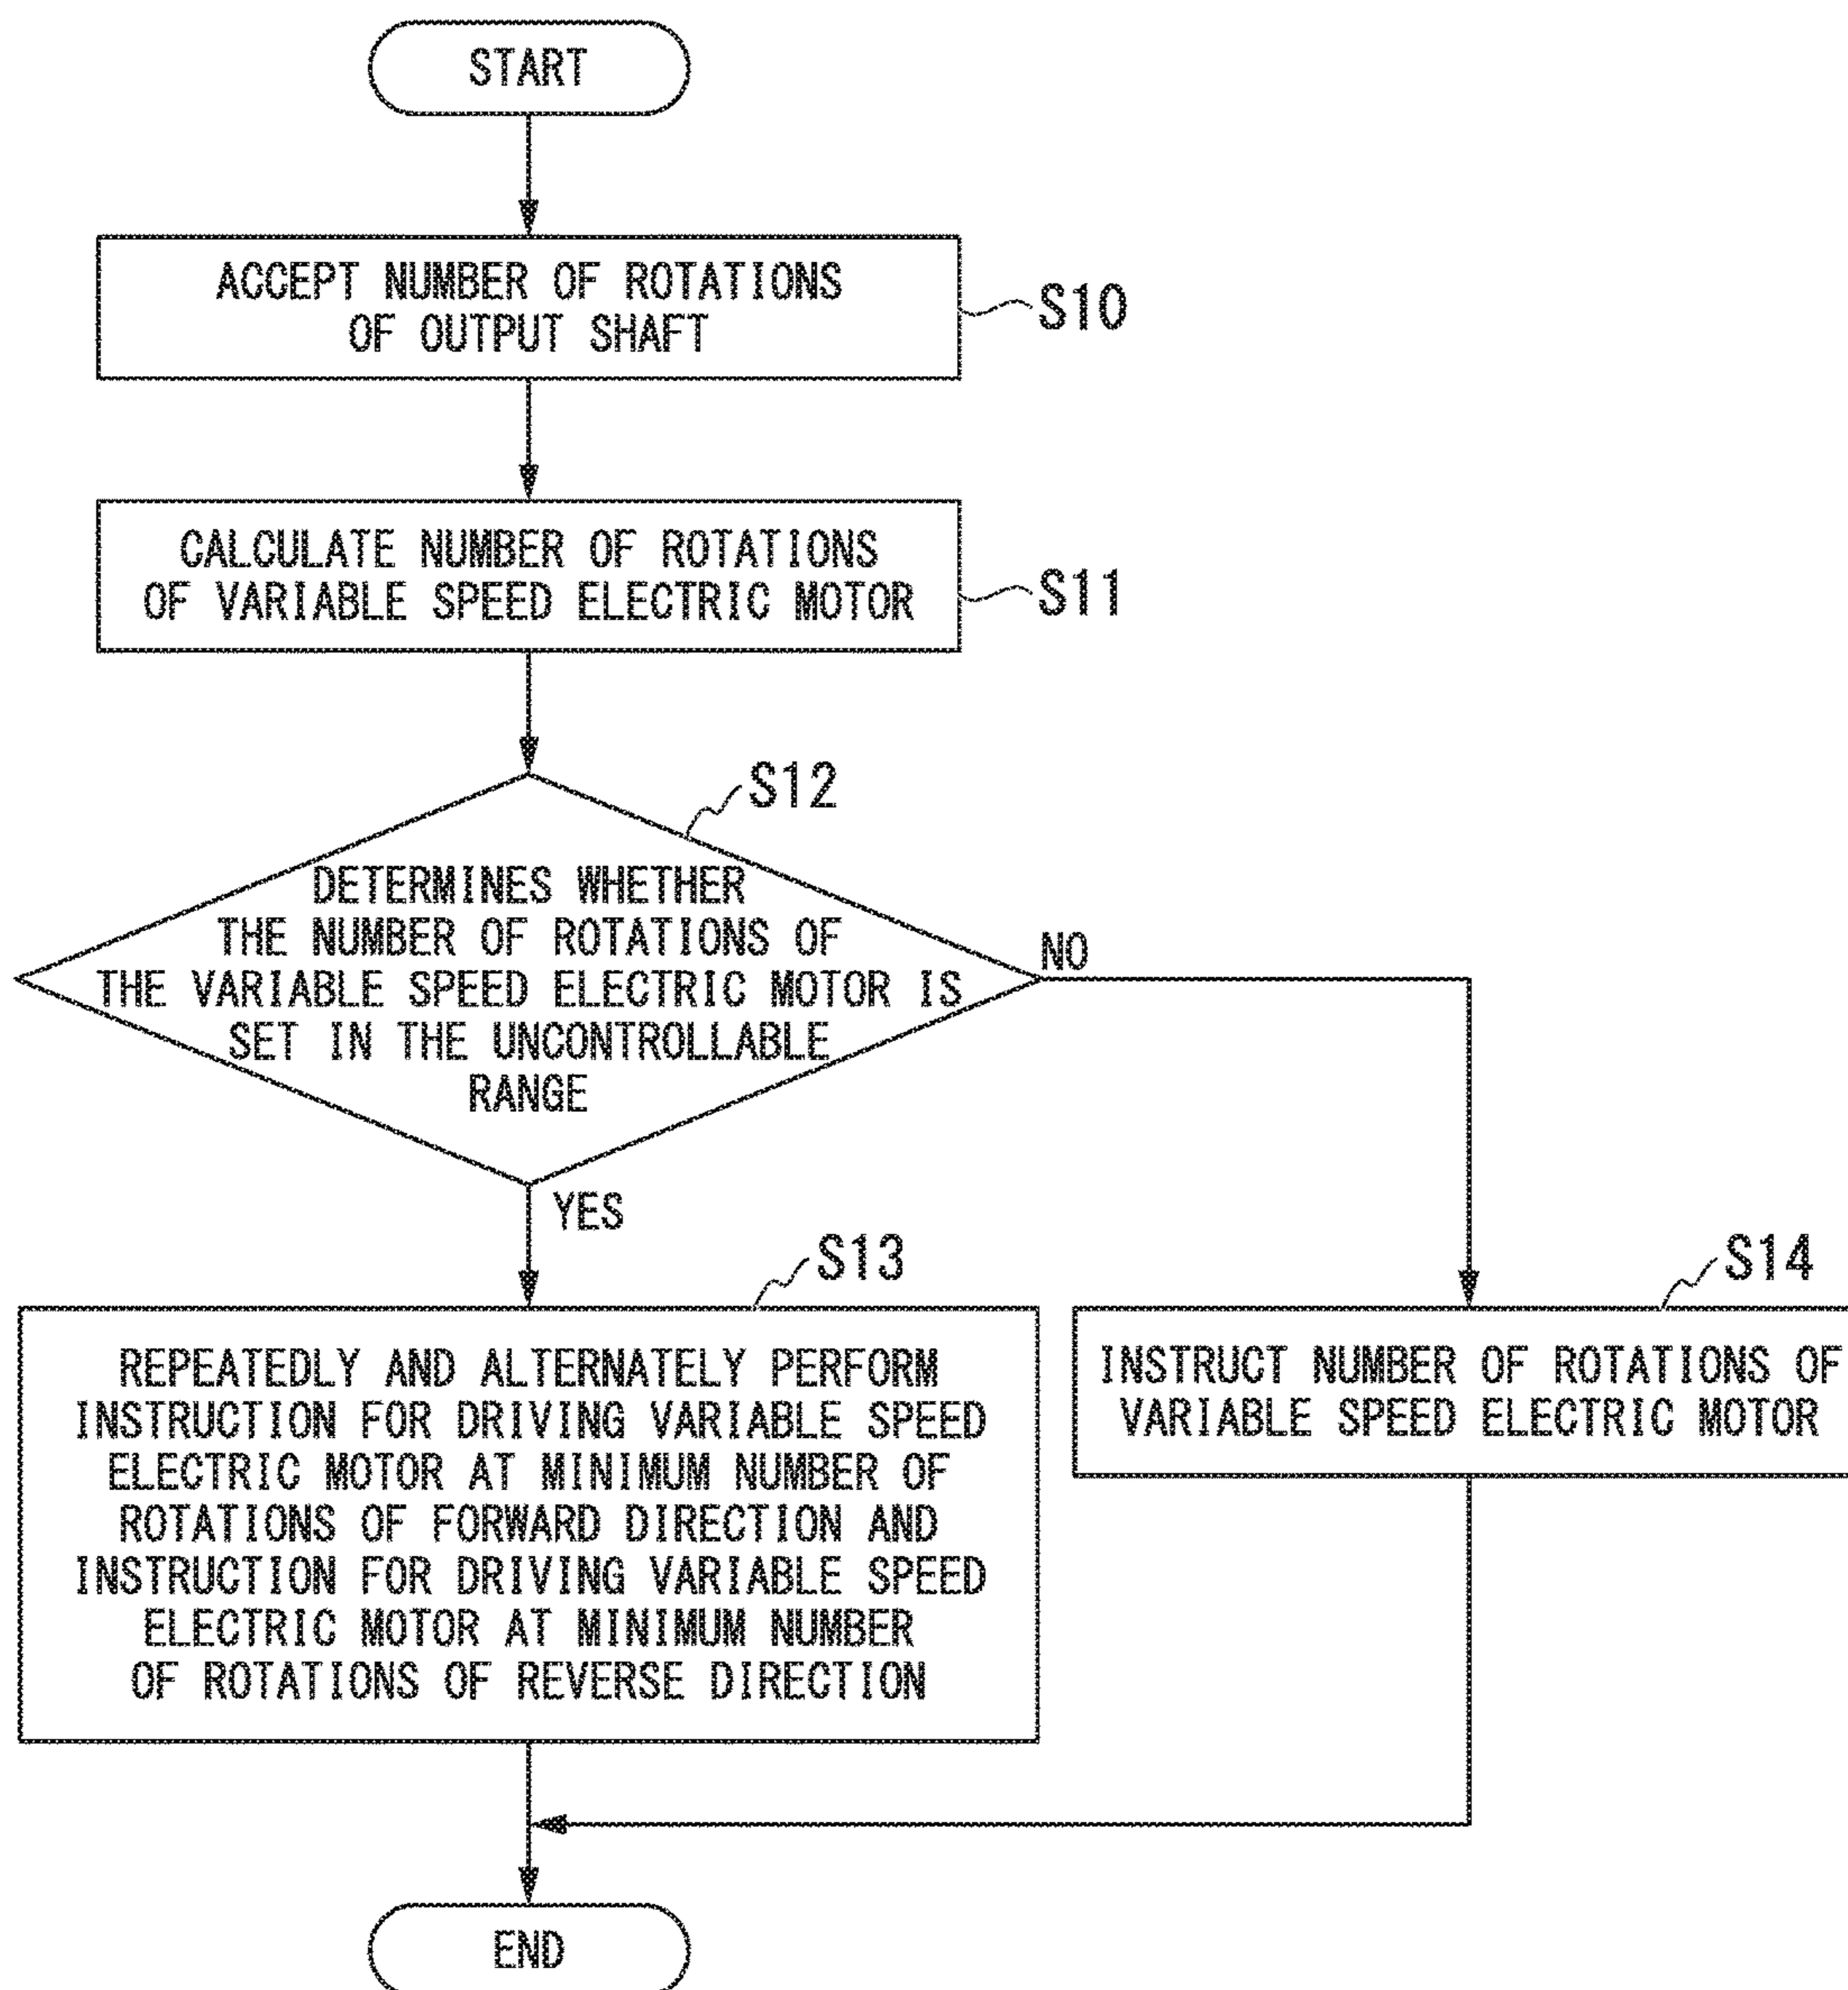 START
ACCEPT NUMBER OF ROTATIONS
OF OUTPUT SHAFT
S10
CALCULATE NUMBER OF ROTATIONS
OF VARIABLE SPEED ELECTRIC MOTOR
S11
S12
DETERMINES WHETHER
THE NUMBER OF ROTATIONS OF
THE VARIABLE SPEED ELECTRIC MOTOR IS
SET IN THE UNCONTROLLABLE
RANGE
NO
YES
S13
REPEATEDLY AND ALTERNATELY PERFORM
INSTRUCTION FOR DRIVING VARIABLE SPEED
ELECTRIC MOTOR AT MINIMUM NUMBER OF
ROTATIONS OF FORWARD DIRECTION AND
INSTRUCTION FOR DRIVING VARIABLE SPEED
ELECTRIC MOTOR AT MINIMUM NUMBER
OF ROTATIONS OF REVERSE DIRECTION
S14
INSTRUCT NUMBER OF ROTATIONS OF
VARIABLE SPEED ELECTRIC MOTOR
END